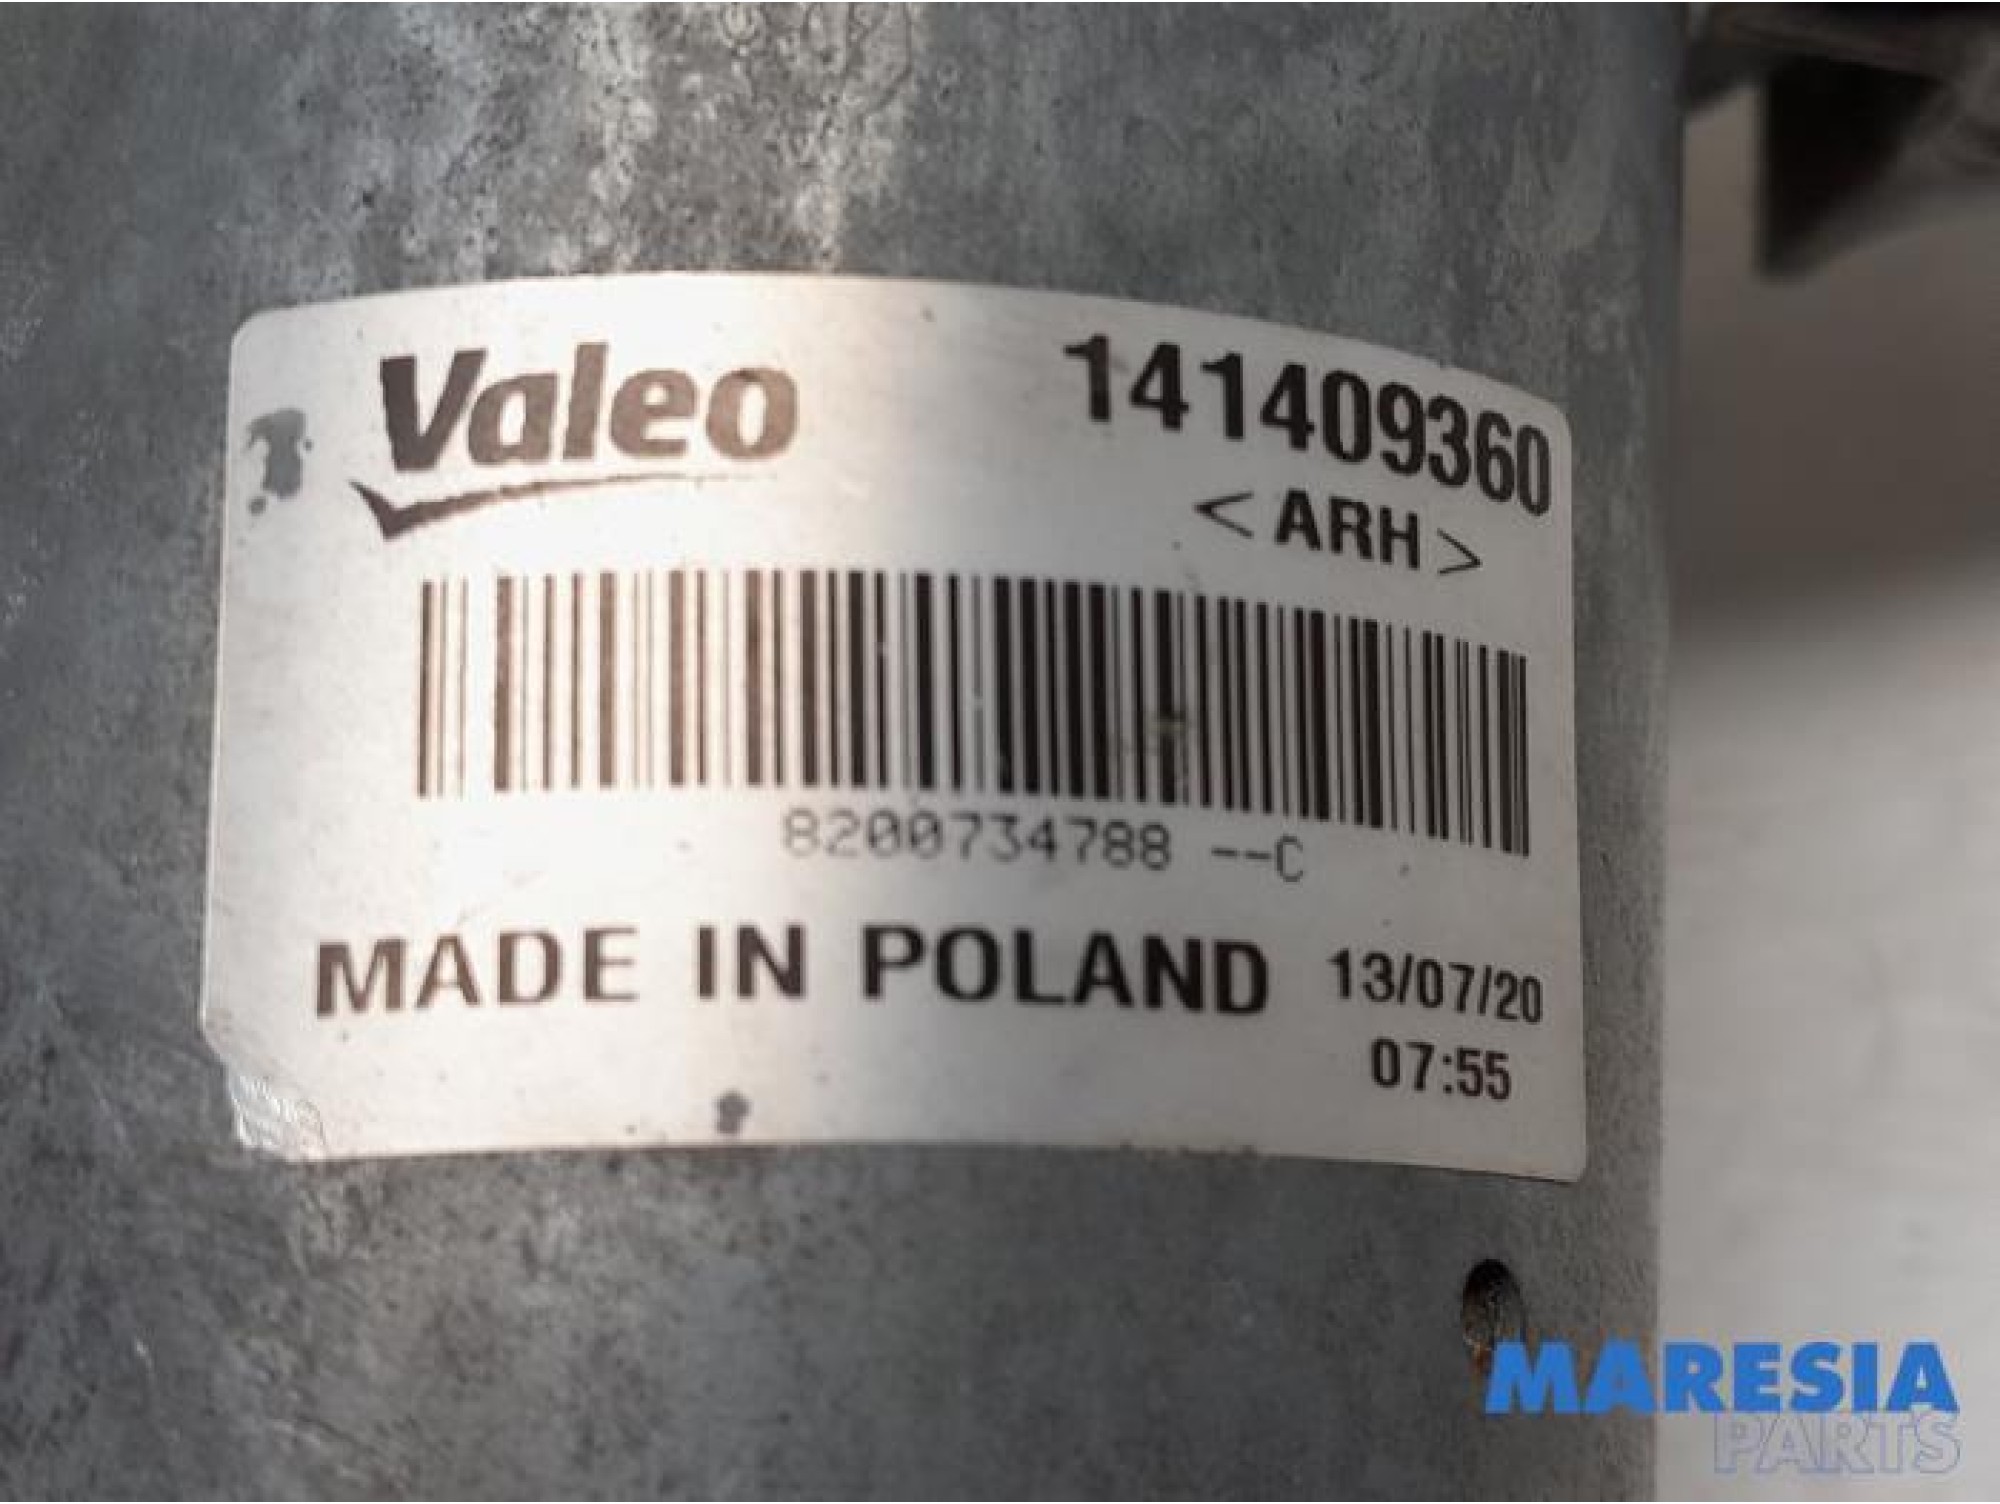 Valeo 141409360
<ARH>
8200734788 --C
MADE IN POLAND 13/07/20
07:55
MARESIA
PARTS